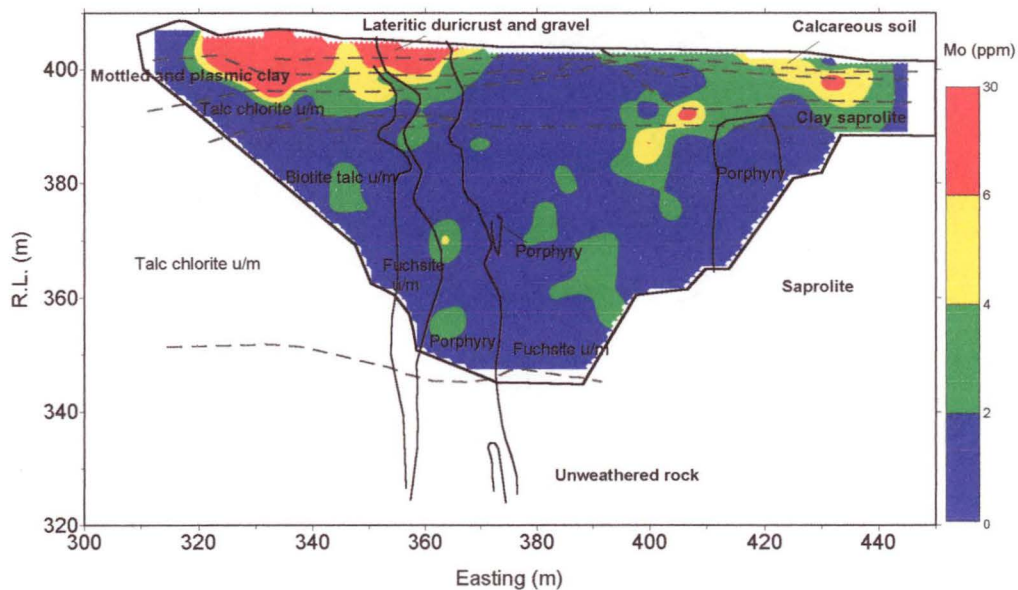 Lateritic duricrust and gravel
Calcareous soil
Mo (ppm)
Mottled and plasmic clay
Talc chlorite u/m
Clay saprolite
Biotite talc u/m
Porphyry
Talc chlorite u/m
Fuchsite
u/m
Porphyry
Saprolite
Porphyry
Fuchsite u/m
Unweathered rock
R.L. (m)
400
380
360
340
320
300
320
340
360
380
400
420
440
Easting (m)
30
6
4
2
0